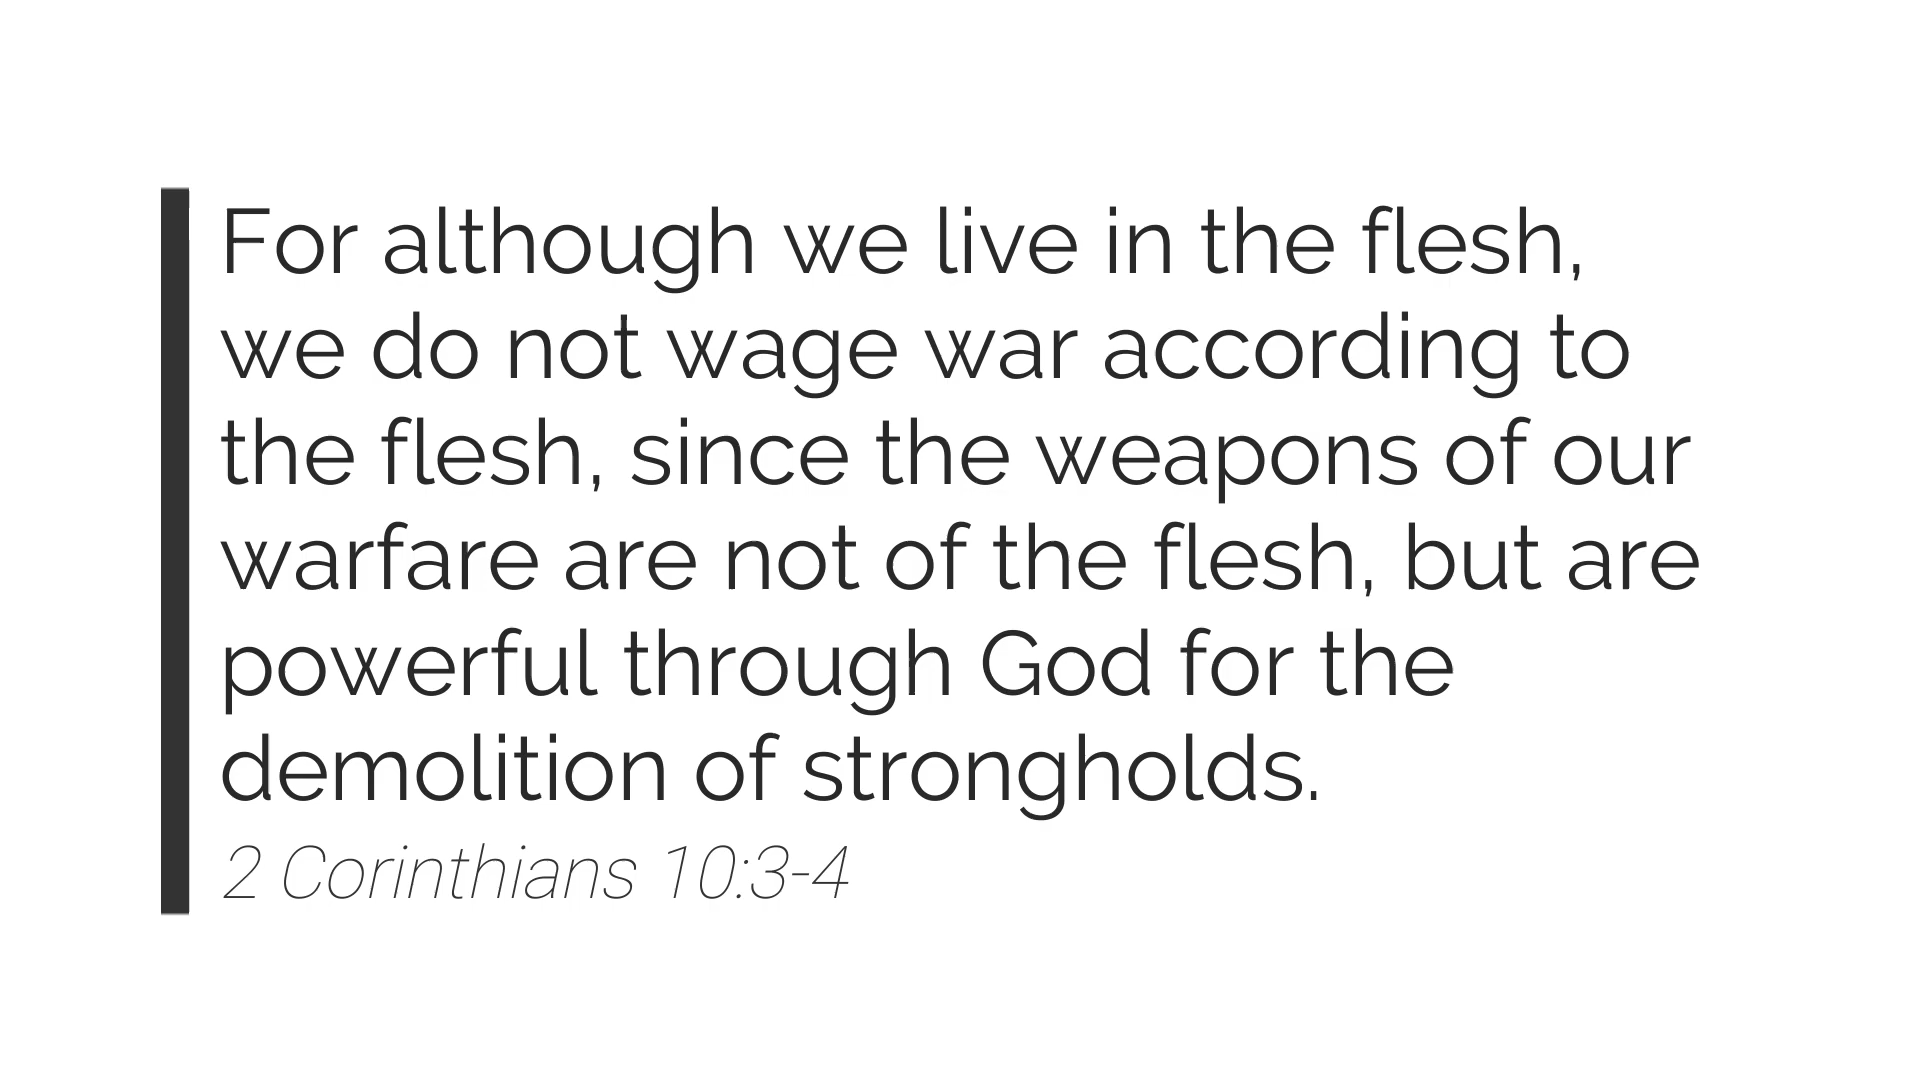 For although we live in the flesh,
we do not wage war according to
the flesh, since the weapons of our
warfare are not of the flesh, but are
powerful through God for the
demolition of strongholds.
2 Corinthians 10:3-4